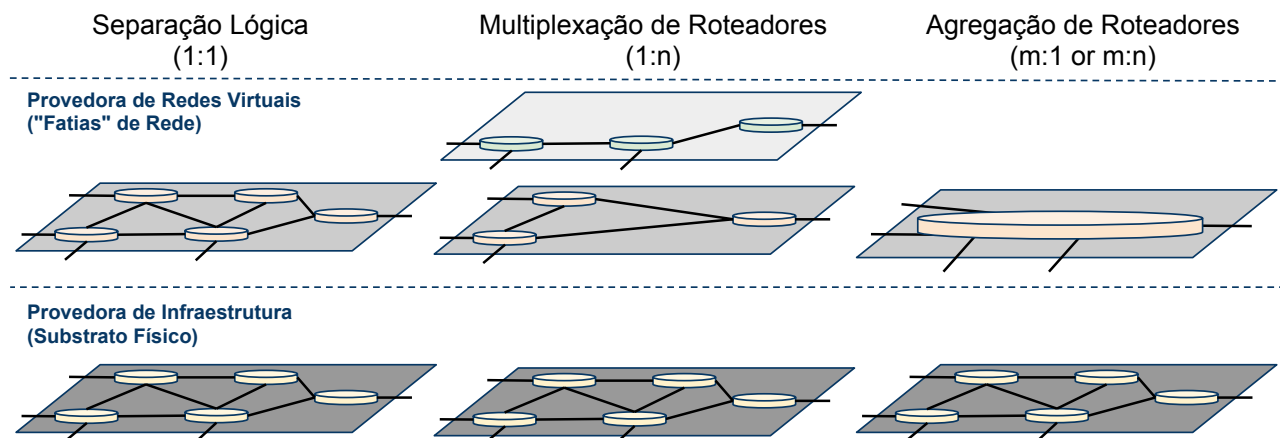 Separação Lógica
(1:1)
Multiplexação de Roteadores
(1:n)
Agregação de Roteadores
(m:1 or m:n)
Provedora de Redes Virtuais
("Fatias" de Rede)
Provedora de Infraestrutura
(Substrato Físico)